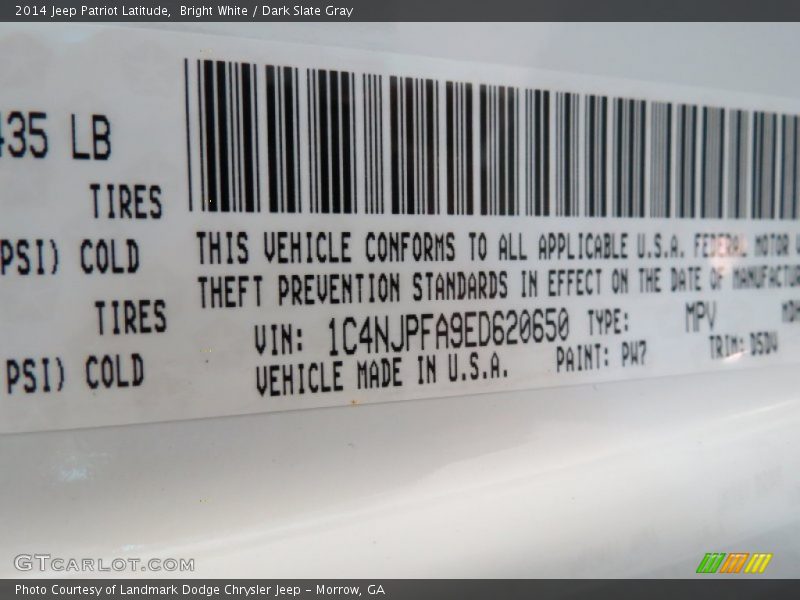 2014 Jeep Patriot Latitude,  Bright White / Dark Slate Gray
435 LB
TIRES
PSI) COLD
TIRES
PSI) COLD
THIS VEHICLE CONFORMS TO ALL APPLICABLE U.S.A. FEDERAL MOTOR
THEFT PREVENTION STANDARDS IN EFFECT ON THE DATE OF MANUFACTUR
VIN: 1C4NJPFA9ED620650 TYPE: MPV MDH
VEHICLE MADE IN U.S.A. PAINT: PW7 TRIM: D5DV
GTCARLOT.COM
Photo Courtesy of Landmark Dodge Chrysler Jeep - Morrow, GA